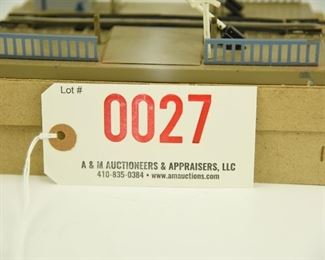 Lot #
0027
A & M AUCTIONEERS & APPRAISERS, LLC
410-835-0384 • www.amauctions.com